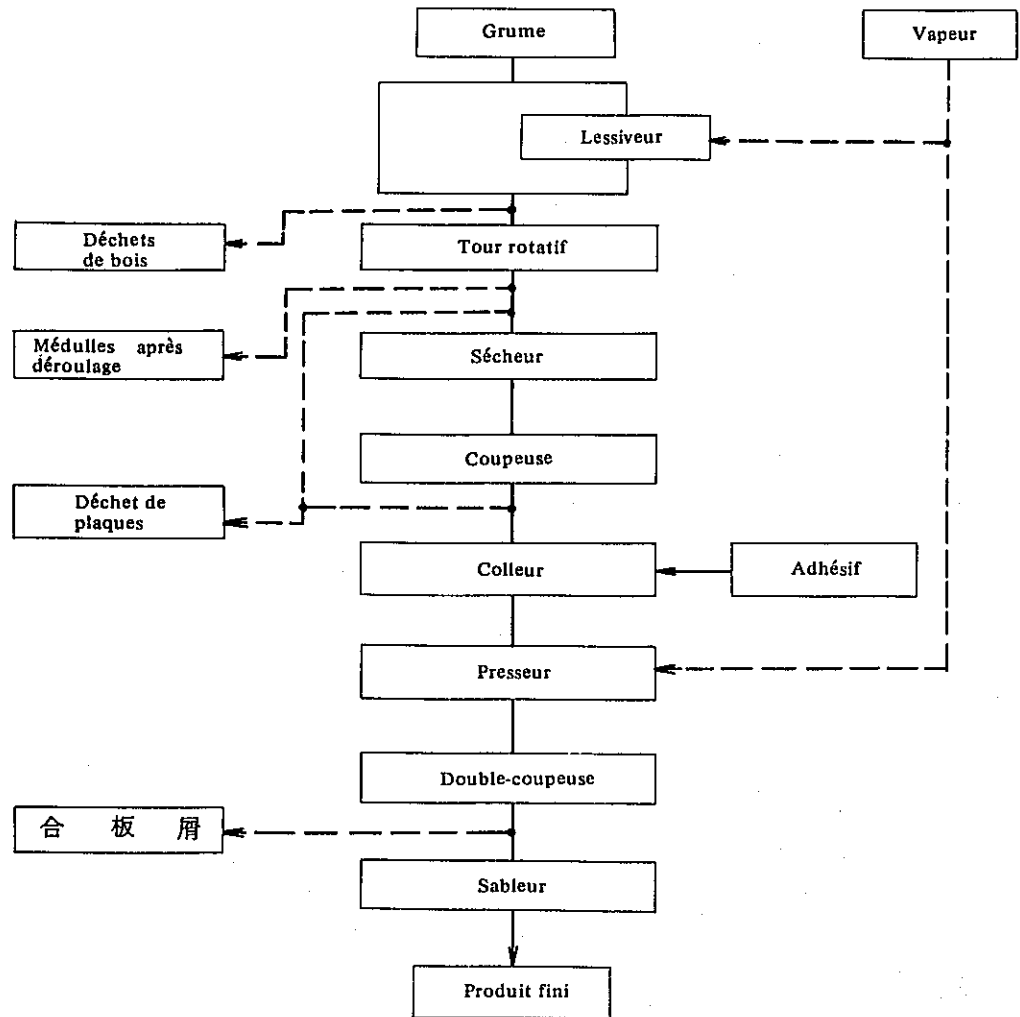 Grume
Vapeur
Lessiveur
Déchets
de bois
Tour rotatif
Médulles après
déroulage
Sécheur
Coupeuse
Déchet de
plaques
Colleur
Adhésif
Presseur
Double-coupeuse
合 板 屑
Sableur
Produit fini